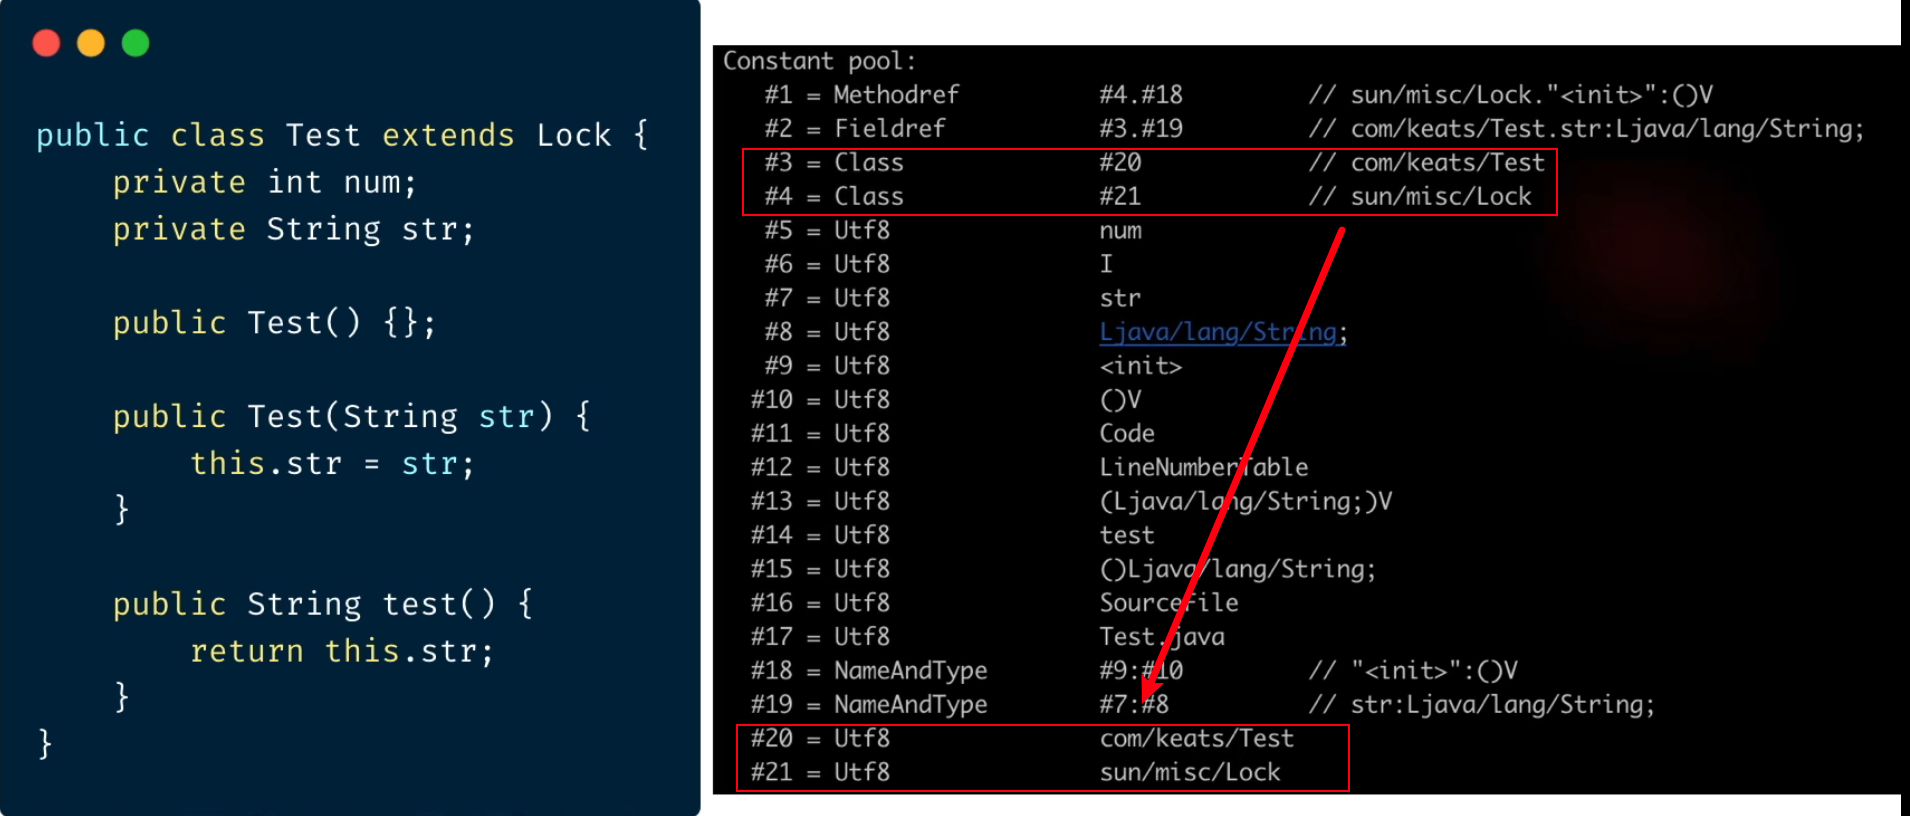 public class Test extends Lock {
private int num;
private String str;
public Test() {};
public Test(String str) {
this.str = str;
}
public String test() {
return this.str;
}
}
Constant pool:
#1 = Methodref #4.#18 // sun/misc/Lock."<init>":()V
#2 = Fieldref #3.#19 // com/keats/Test.str:Ljava/lang/String;
#3 = Class #20 // com/keats/Test
#4 = Class #21 // sun/misc/Lock
#5 = Utf8 num
#6 = Utf8 I
#7 = Utf8 str
#8 = Utf8 Ljava/lang/String;
#9 = Utf8 <init>
#10 = Utf8 ()V
#11 = Utf8 Code
#12 = Utf8 LineNumberTable
#13 = Utf8 (Ljava/lang/String;)V
#14 = Utf8 test
#15 = Utf8 ()Ljava/lang/String;
#16 = Utf8 SourceFile
#17 = Utf8 Test.java
#18 = NameAndType #9:#10 // "<init>":()V
#19 = NameAndType #7:#8 // str:Ljava/lang/String;
#20 = Utf8 com/keats/Test
#21 = Utf8 sun/misc/Lock